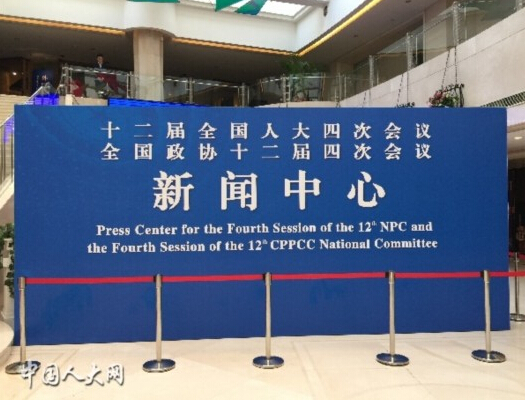 十二届全国人大四次会议
全国政协十二届四次会议
新闻中心
Press Center for the Fourth Session of the 12th NPC and
the Fourth Session of the 12th CPPCC National Committee
中国人大网